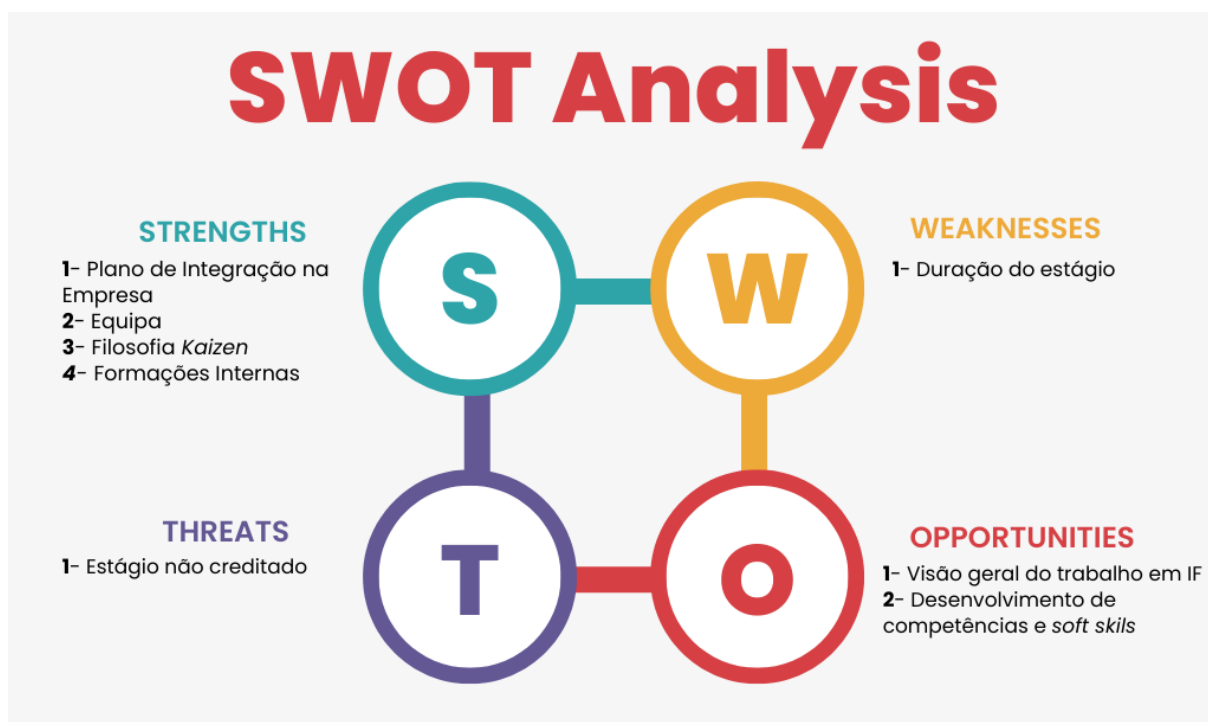 SWOT Analysis
STRENGTHS
1- Plano de Integração na
Empresa
2- Equipa
3- Filosofia Kaizen
4- Formações Internas
S
W
WEAKNESSES
1- Duração do estágio
THREATS
1- Estágio não creditado
T
O
OPPORTUNITIES
1- Visão geral do trabalho em IF
2- Desenvolvimento de
competências e soft skils